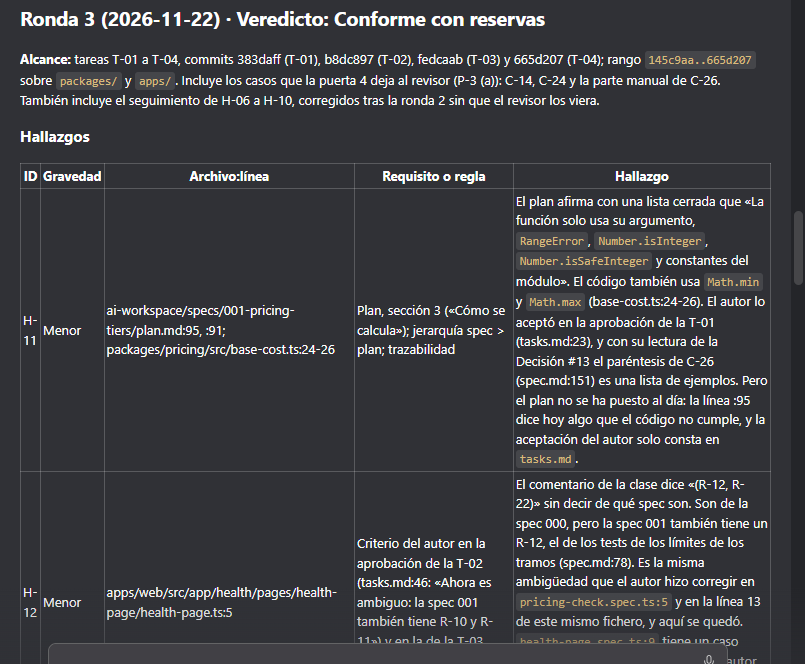 Ronda 3 (2026-11-22) · Veredicto: Conforme con reservas
Alcance: tareas T-01 a T-04, commits 383daff (T-01), b8dc897 (T-02), fedcaab (T-03) y 665d207 (T-04); rango 145c9aa..665d207
sobre packages/ y apps/. Incluye los casos que la puerta 4 deja al revisor (P-3 (a)): C-14, C-24 y la parte manual de C-26.
También incluye el seguimiento de H-06 a H-10, corregidos tras la ronda 2 sin que el revisor los viera.
Hallazgos
ID Gravedad Archivo:línea Requisito o regla Hallazgo
H-
11
Menor
ai-workspace/specs/001-pricing-
tiers/plan.md:95, :91;
packages/pricing/src/base-cost.ts:24-26
Plan, sección 3 («Cómo se
calcula»); jerarquía spec >
plan; trazabilidad
El plan afirma con una lista cerrada que «La
función solo usa su argumento,
RangeError, Number.isInteger,
Number.isSafeInteger y constantes del
módulo». El código también usa Math.min
y Math.max (base-cost.ts:24-26). El autor lo
aceptó en la aprobación de la T-01
(tasks.md:23), y con su lectura de la
Decisión #13 el paréntesis de C-26
(spec.md:151) es una lista de ejemplos. Pero
el plan no se ha puesto al día: la línea :95
dice hoy algo que el código no cumple, y la
aceptación del autor solo consta en
tasks.md.
H-
12
Menor
apps/web/src/app/health/pages/health-
page/health-page.ts:5
Criterio del autor en la
aprobación de la T-02
(tasks.md:46: «Ahora es
ambiguo: la spec 001
también tiene R-10 y R-
11») y en la de la T-03
El comentario de la clase dice «(R-12, R-
22)» sin decir de qué spec son. Son de la
spec 000, pero la spec 001 también tiene un
R-12, el de los tests de los límites de los
tramos (spec.md:78). Es la misma
ambigüedad que el autor hizo corregir en
pricing-check.spec.ts:5 y en la línea 13
de este mismo fichero, y aquí se quedó.
health-page.spec.ts:9 tiene un caso
autor